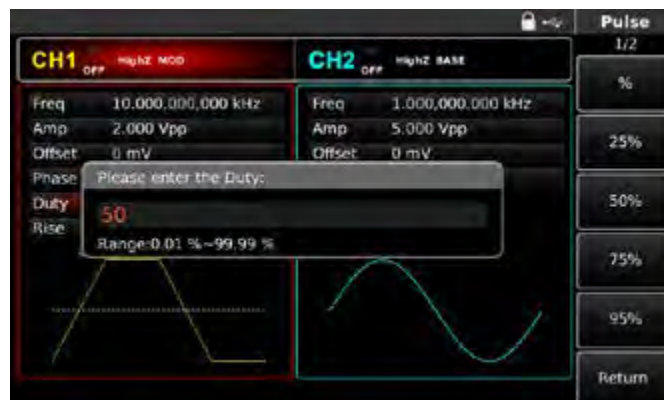 Pulse
1/2
CH1 OFF HighZ MOD
CH2 OFF HighZ BASE
%
Freq 10.000,000,000 kHz
Freq 1.000,000,000 kHz
Amp 2.000 Vpp
Amp 5.000 Vpp
25%
Offset 0 mV
Offset 0 mV
Phase
Please enter the Duty:
Duty
50
50%
Rise
Range:0.01 %~99.99 %
75%
95%
Return